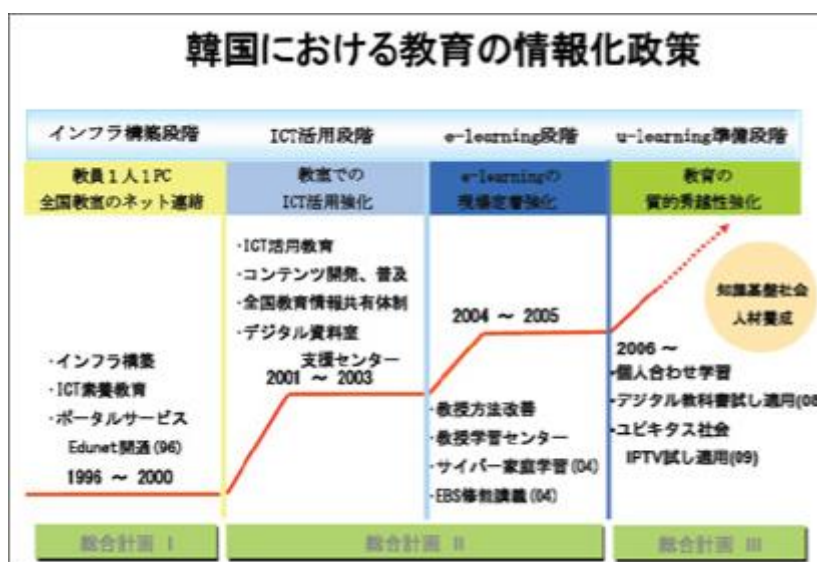 韓国における教育の情報化政策
インフラ構築段階
ICT活用段階
e-learning段階
u-learning準備段階
教員1人1PC
全国教室のネット連絡
教室での
ICT活用強化
e-learningの
現場定着強化
教育の
質的秀越性強化
・インフラ構築
・ICT素養教育
・ポータルサービス
Edunet開通(96)
1996 ～ 2000
・ICT活用教育
・コンテンツ開発、普及
・全国教育情報共有体制
・デジタル資料室
支援センター
2001 ～ 2003
2004 ～ 2005
・教授方法改善
・教授学習センター
・サイバー家庭学習(04)
・EBS修能講義(04)
知識基盤社会
人材養成
2006 ～
・個人合わせ学習
・デジタル教科書試し適用(08
・ユビキタス社会
IPTV試し適用(09)
総合計画 I
総合計画 II
総合計画 III